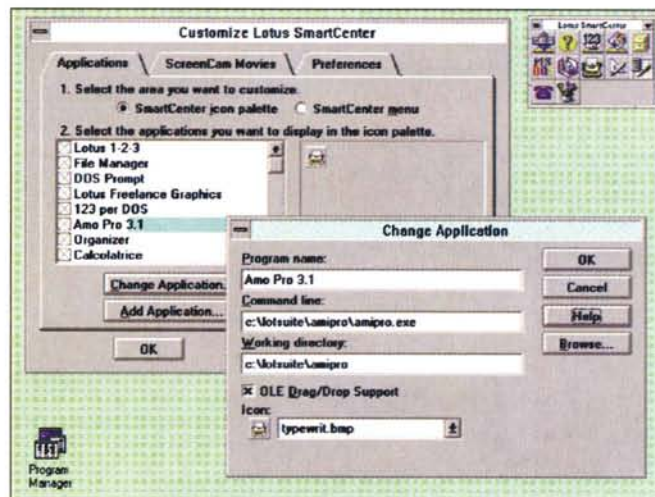 Customize Lotus SmartCenter
Lotus SmartCenter
Applications
ScreenCam Movies
Preferences
1. Select the area you want to customize.
SmartCenter icon palette
SmartCenter menu
2. Select the applications you want to display in the icon palette.
Lotus 1-2-3
File Manager
DOS Prompt
Lotus Freelance Graphics
123 per DOS
Amo Pro 3.1
Organizer
Calcolatrice
Change Application.
Add Application...
OK
Change Application
Program name:
Amo Pro 3.1
Command line:
c:\lotsuite\amipro\amipro.exe
Working directory:
c:\lotsuite\amipro
OLE Drag/Drop Support
Icon:
typewrit.bmp
OK
Cancel
Help
Browse...
Program
Manager